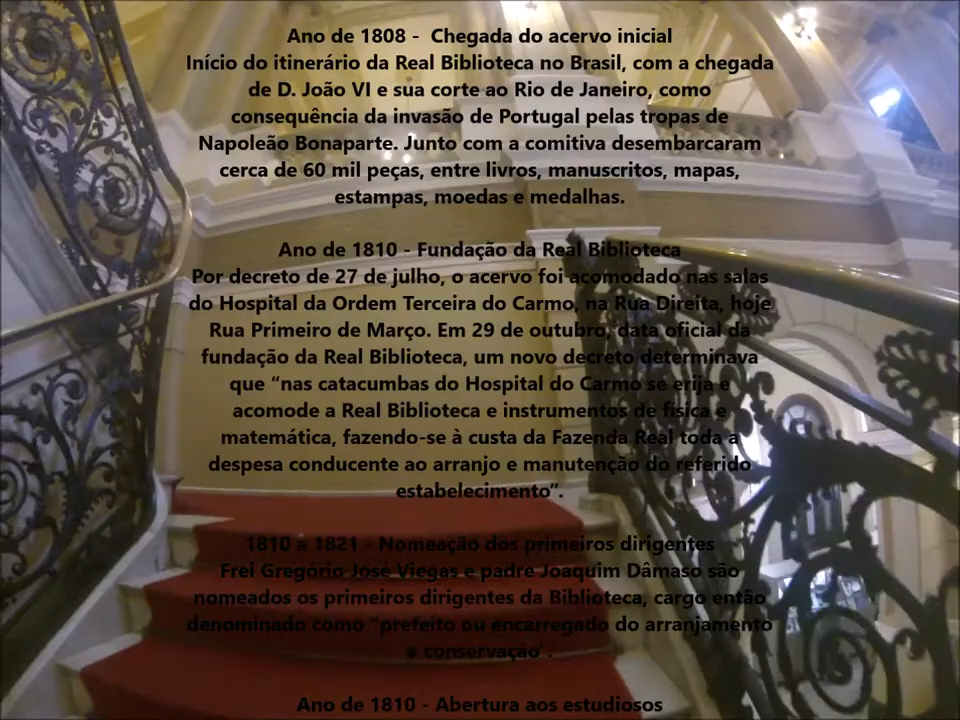 Ano de 1808 - Chegada do acervo inicial
Início do itinerário da Real Biblioteca no Brasil, com a chegada
de D. João VI e sua corte ao Rio de Janeiro, como
consequência da invasão de Portugal pelas tropas de
Napoleão Bonaparte. Junto com a comitiva desembarcaram
cerca de 60 mil peças, entre livros, manuscritos, mapas,
estampas, moedas e medalhas.
Ano de 1810 - Fundação da Real Biblioteca
Por decreto de 27 de julho, o acervo foi acomodado nas salas
do Hospital da Ordem Terceira do Carmo, na Rua Direita, hoje
Rua Primeiro de Março. Em 29 de outubro, data oficial da
fundação da Real Biblioteca, um novo decreto determinava
que “nas catacumbas do Hospital do Carmo se erija e
acomode a Real Biblioteca e instrumentos de física e
matemática, fazendo-se à custa da Fazenda Real toda a
despesa conducente ao arranjo e manutenção do referido
estabelecimento”.
1810 a 1821 - Nomeação dos primeiros dirigentes
Frei Gregório José Viegas e padre Joaquim Dâmaso são
nomeados os primeiros dirigentes da Biblioteca, cargo então
denominado como “prefeito ou encarregado do arranjamento
e conservação”.
Ano de 1810 - Abertura aos estudiosos